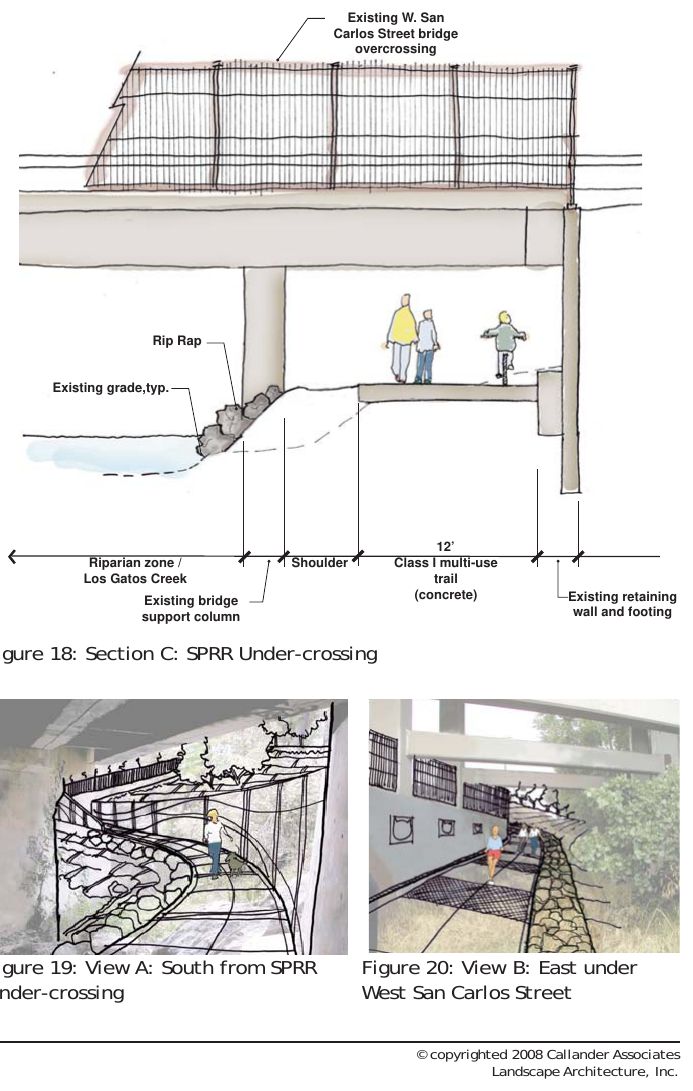 Existing W. San
Carlos Street bridge
overcrossing
Rip Rap
Existing grade,typ.
12’
Riparian zone /
Los Gatos Creek
Shoulder
Class I multi-use
trail
(concrete)
Existing bridge
support column
Existing retaining
wall and footing
gure 18: Section C: SPRR Under-crossing
gure 19: View A: South from SPRR
nder-crossing
Figure 20: View B: East under
West San Carlos Street
© copyrighted 2008 Callander Associates
Landscape Architecture, Inc.